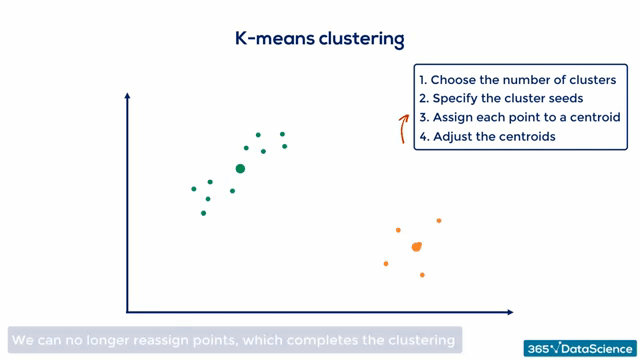 K-means clustering
1. Choose the number of clusters
2. Specify the cluster seeds
3. Assign each point to a centroid
4. Adjust the centroids
We can no longer reassign points, which completes the clustering
365 DataScience